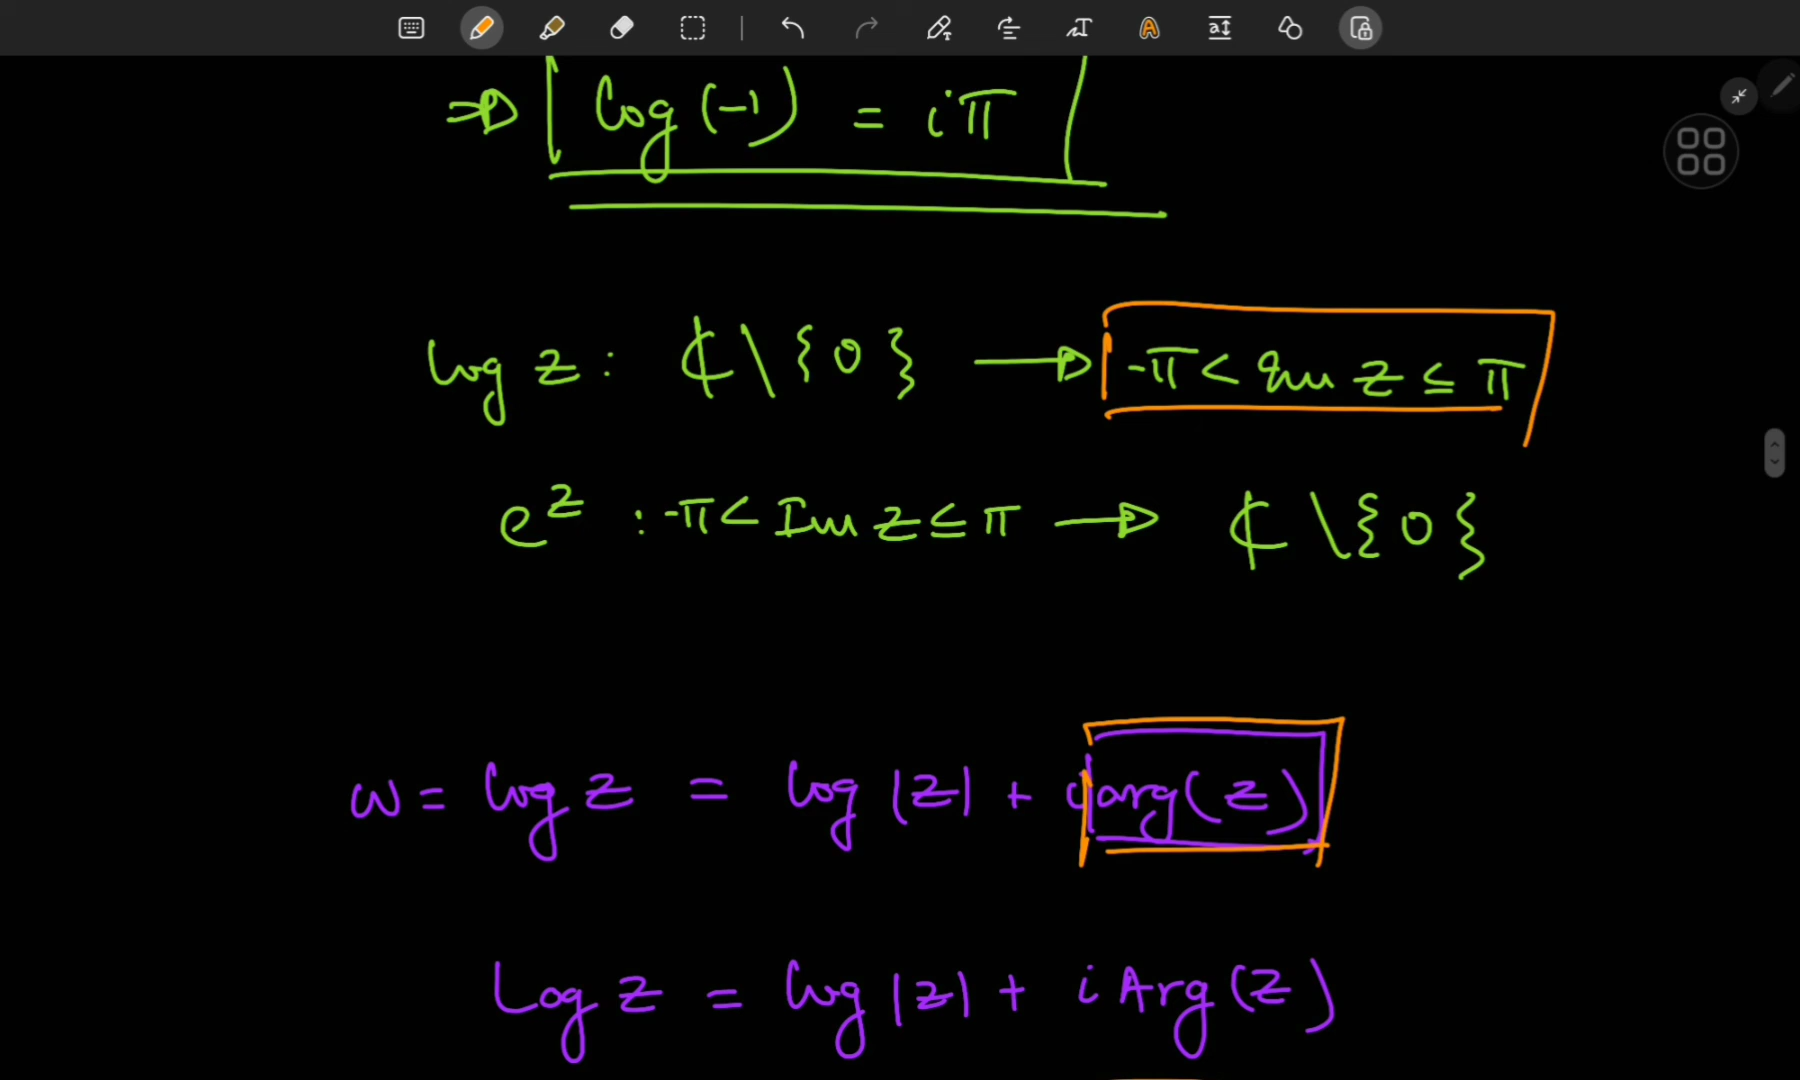 ⇒ Log (-1) = iπ
Log z : ℂ \ {0} → -π < Im z ≤ π
e^z : -π < Im z ≤ π → ℂ \ {0}
w = log z = log |z| + i arg(z)
Log z = log |z| + i Arg(z)